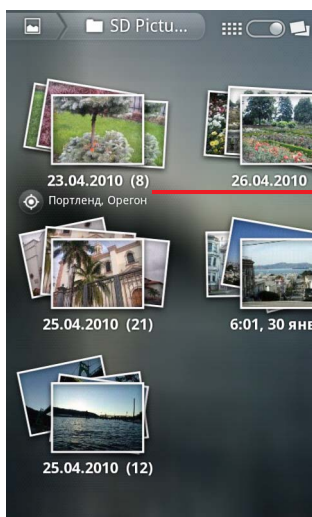 SD Pictu...
23.04.2010 (8)
26.04.2010
Портленд, Орегон
25.04.2010 (21)
6:01, 30 янв
25.04.2010 (12)